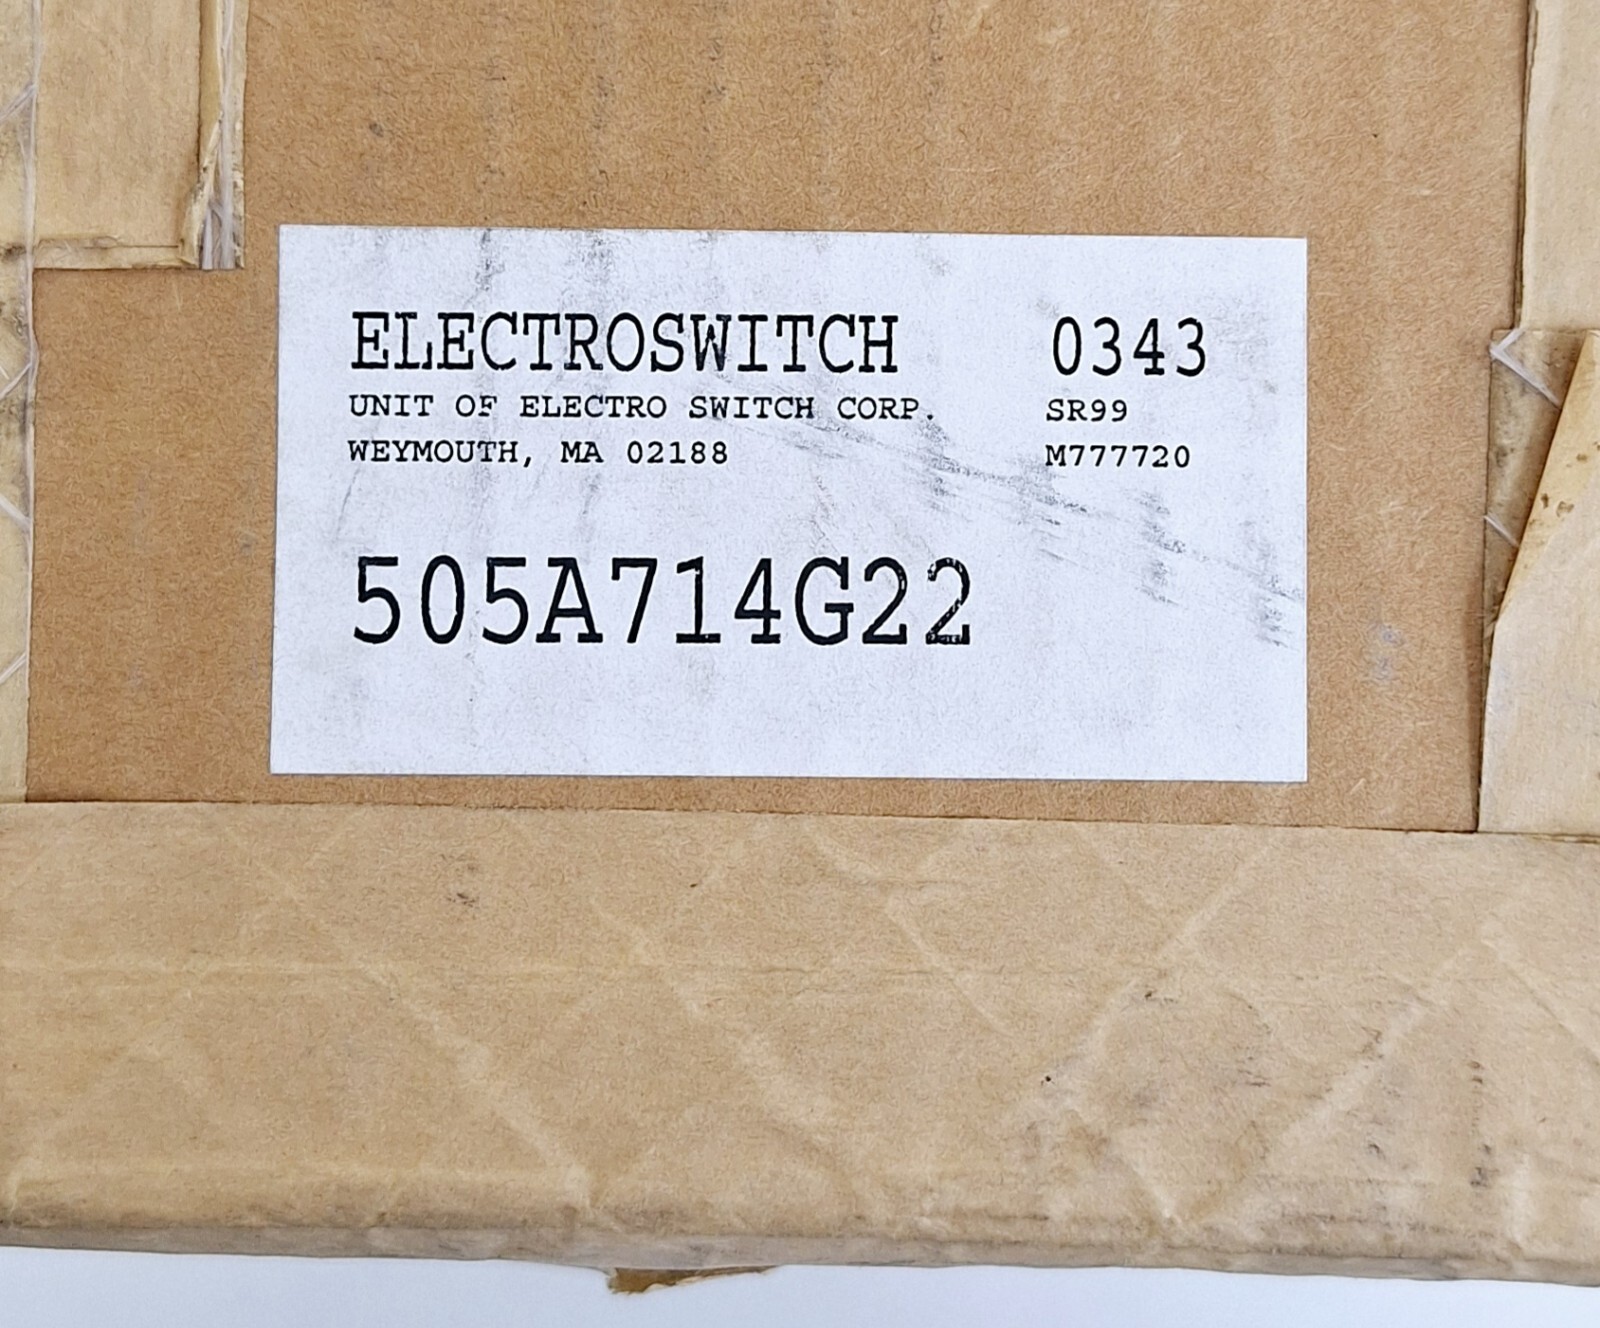 ELECTROSWITCH 0343
UNIT OF ELECTRO SWITCH CORP. SR99
WEYMOUTH, MA 02188 M777720
505A714G22